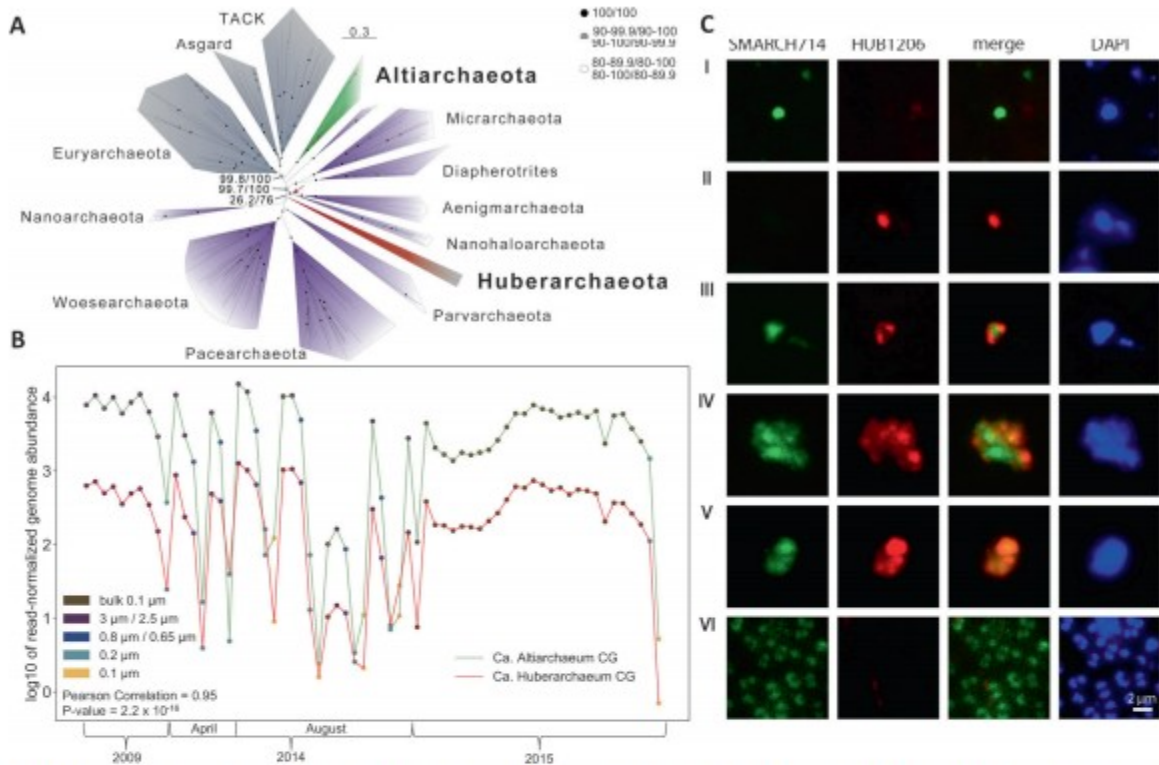 A
TACK
Asgard
0.3
Altiarchaeota
Micrarchaeota
Euryarchaeota
Diapherotrites
99.8/100
99.7/100
26.2/76
Aenigmarchaeota
Nanoarchaeota
Nanohaloarchaeota
Huberarchaeota
Woesearchaeota
Parvarchaeota
Pacearchaeota
100/100
90-99.9/90-100
90-100/90-99.9
80-89.9/80-100
80-100/80-89.9
B
log10 of read-normalized genome abundance
4
3
2
1
0
bulk 0.1 µm
3 µm / 2.5 µm
0.8 µm / 0.65 µm
0.2 µm
0.1 µm
Pearson Correlation = 0.95
P-value = 2.2 x 10-16
Ca. Altiarchaeum CG
Ca. Huberarchaeum CG
April
August
2009
2014
2015
C
SMARCH714
HUB1206
merge
DAPI
I
II
III
IV
V
VI
2 µm